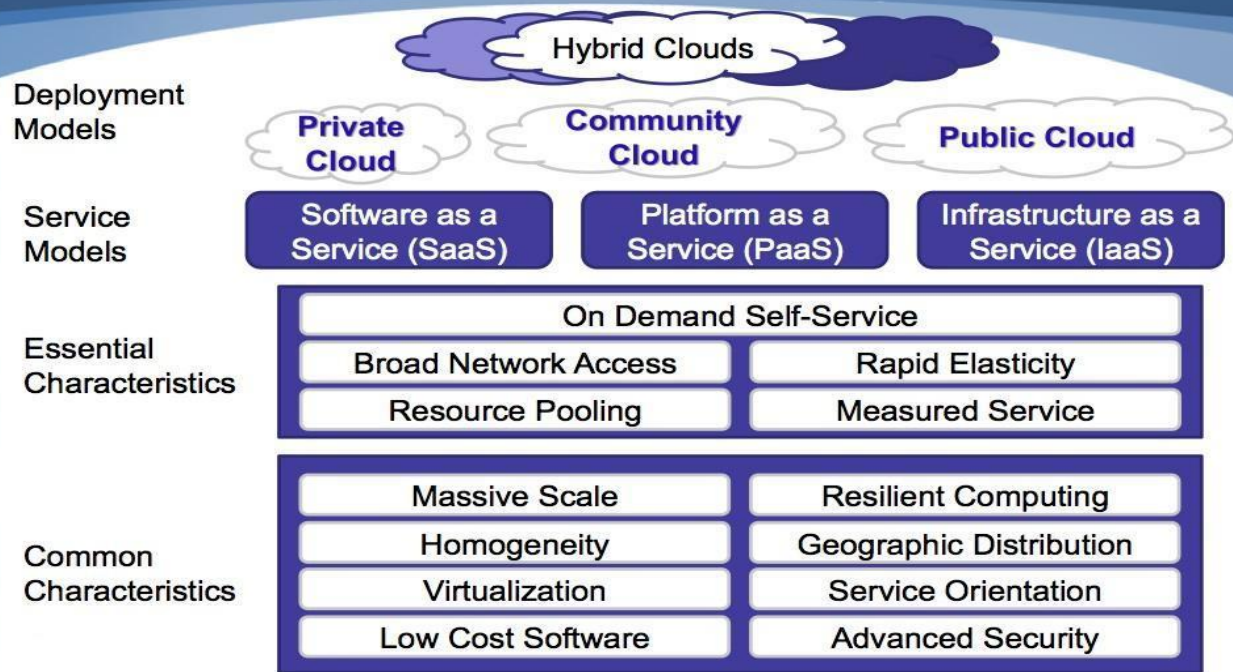 Hybrid Clouds
Deployment
Models
Private
Cloud
Community
Cloud
Public Cloud
Service
Models
Software as a
Service (SaaS)
Platform as a
Service (PaaS)
Infrastructure as a
Service (IaaS)
Essential
Characteristics
On Demand Self-Service
Broad Network Access
Rapid Elasticity
Resource Pooling
Measured Service
Common
Characteristics
Massive Scale
Resilient Computing
Homogeneity
Geographic Distribution
Virtualization
Service Orientation
Low Cost Software
Advanced Security